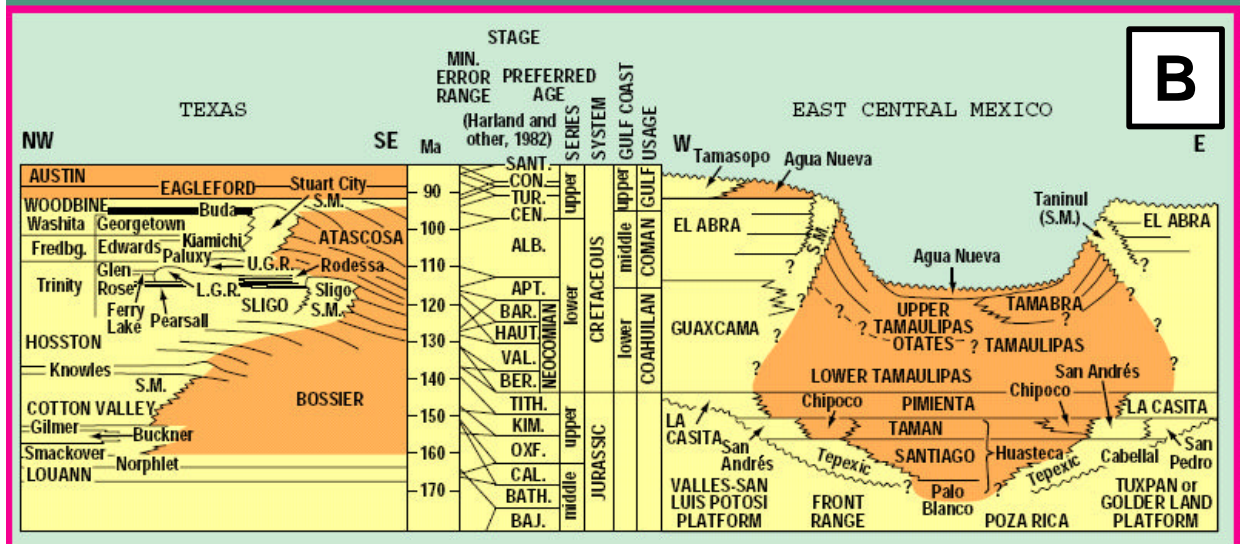 B
TEXAS
NW
SE
STAGE
MIN.
ERROR
RANGE
PREFERRED
AGE
(Harland and
other, 1982)
Ma
SERIES
SYSTEM
GULF COAST
USAGE
EAST CENTRAL MEXICO
W
E
AUSTIN
EAGLEFORD
Stuart City
S.M.
WOODBINE
Buda
Washita
Georgetown
Kiamichi
ATASCOSA
Fredbg.
Edwards
Paluxy
U.G.R.
Rodessa
Trinity
Glen
Rose
L.G.R.
Sligo
S.M.
SLIGO
Ferry
Lake
Pearsall
HOSSTON
Knowles
S.M.
BOSSIER
COTTON VALLEY
Gilmer
Buckner
Smackover
Norphlet
LOUANN
90
100
110
120
130
140
150
160
170
SANT.
CON.
TUR.
CEN.
ALB.
APT.
BAR.
HAUT.
VAL.
BER.
TITH.
KIM.
OXF.
CAL.
BATH.
BAJ.
NEOCOMIAN
upper
lower
upper
middle
CRETACEOUS
JURASSIC
upper
middle
lower
GULF
COMAN
COAHUILAN
Tamasopo
Agua Nueva
EL ABRA
S.M.
Taninul
(S.M.)
EL ABRA
?
Agua Nueva
?
UPPER
TAMAULIPAS
TAMABRA
?
?
?
?
GUAXCAMA
OTATES
? TAMAULIPAS
?
?
LOWER TAMAULIPAS
San Andrés
Chipoco
Chipoco
PIMIENTA
LA CASITA
LA
CASITA
San
Andrés
TAMAN
SANTIAGO
Huasteca
Tepexic
Tepexic
Cabellal
San
Pedro
?
?
Palo
Blanco
VALLES-SAN
LUIS POTOSI
PLATFORM
FRONT
RANGE
POZA RICA
TUXPAN or
GOLDER LAND
PLATFORM